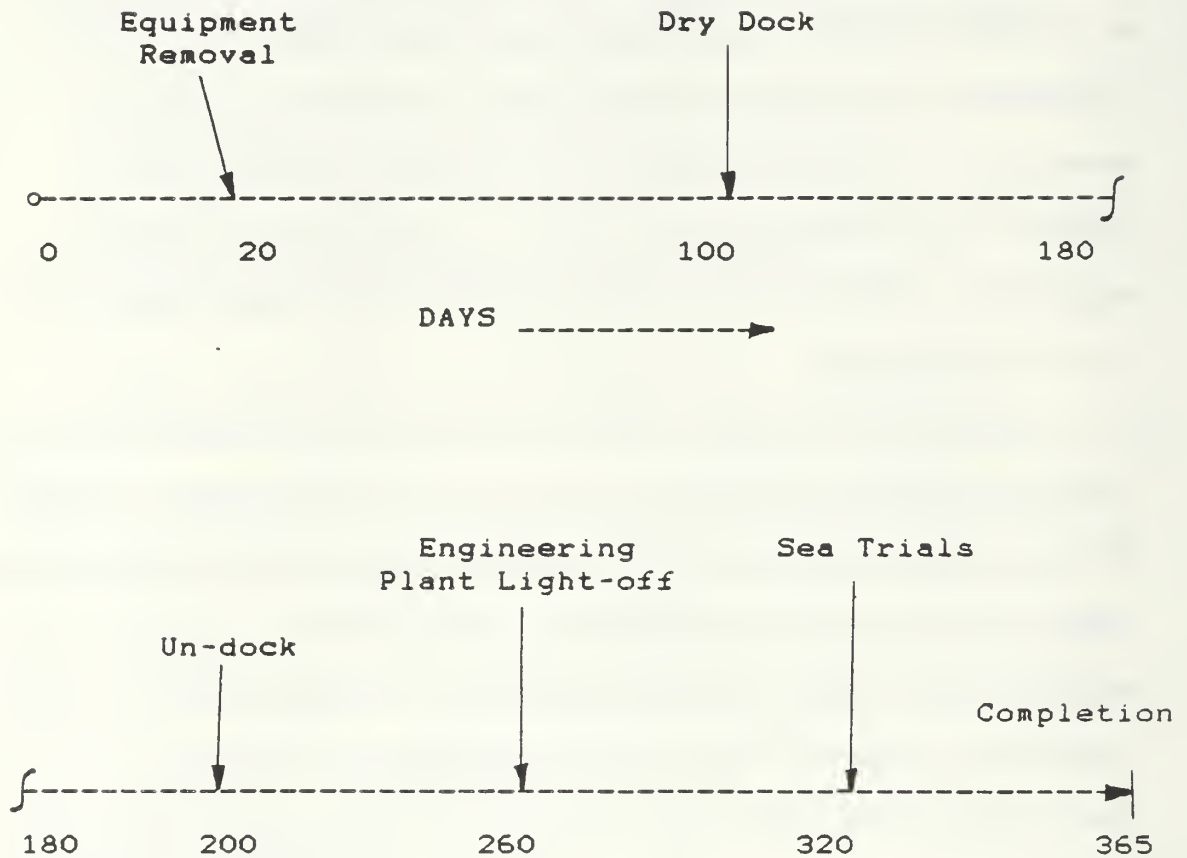 Equipment
Removal
Dry Dock
0 20 100 180
DAYS
Engineering
Plant Light-off
Sea Trials
Un-dock
Completion
180 200 260 320 365